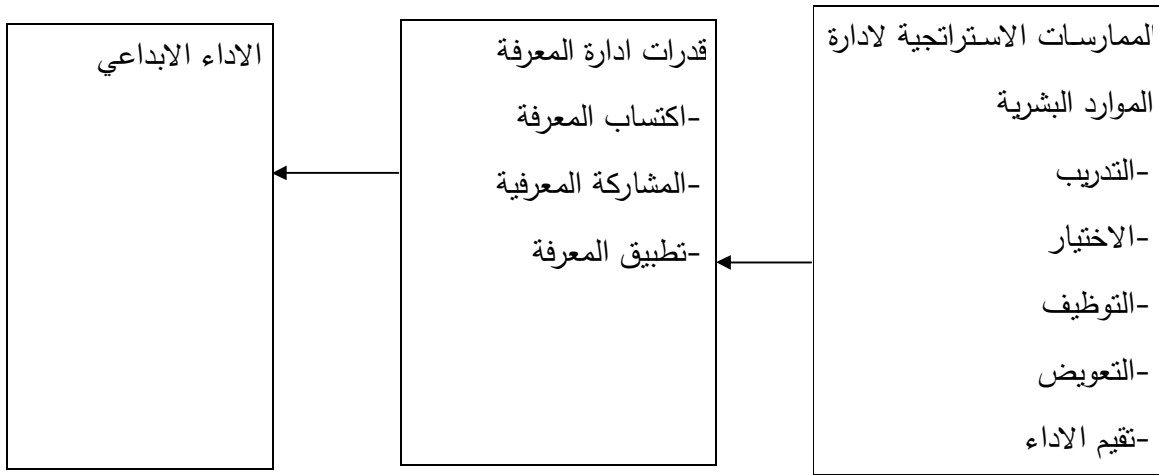 الممارسات الاستراتجية لادارة
الموارد البشرية
-التدريب
-الاختيار
-التوظيف
-التعويض
-تقيم الاداء
قدرات ادارة المعرفة
-اكتساب المعرفة
-المشاركة المعرفية
-تطبيق المعرفة
الاداء الابداعي